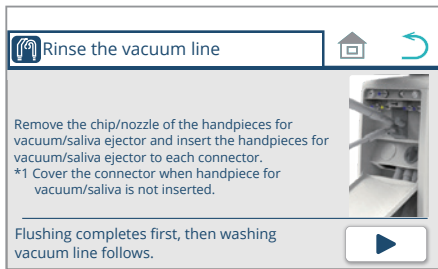 Rinse the vacuum line
Remove the chip/nozzle of the handpieces for
vacuum/saliva ejector and insert the handpieces for
vacuum/saliva ejector to each connector.
*1 Cover the connector when handpiece for
vacuum/saliva is not inserted.
Flushing completes first, then washing
vacuum line follows.